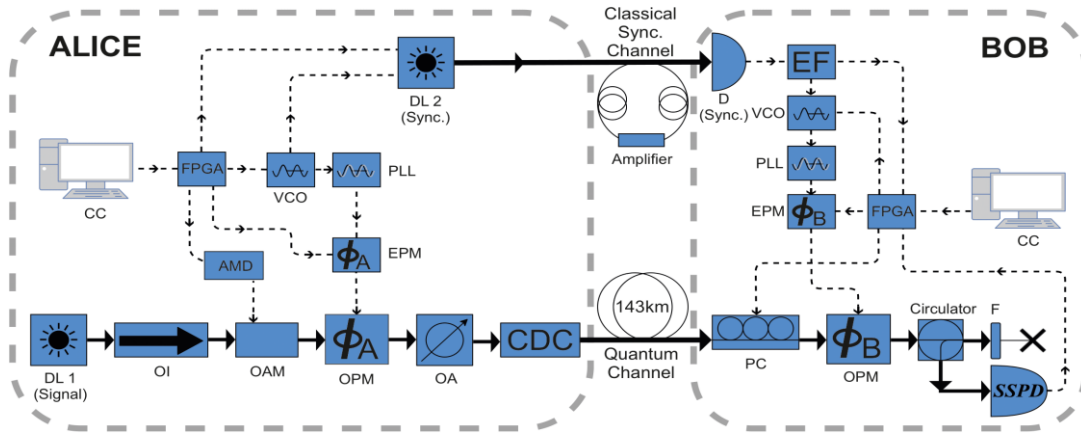 ALICE
Classical
Sync.
Channel
BOB
DL 2
(Sync.)
D
(Sync.)
EF
VCO
Amplifier
FPGA
VCO
PLL
PLL
CC
EPM
ϕB
FPGA
CC
AMD
ϕA
EPM
143km
Circulator
F
DL 1
(Signal)
OI
OAM
ϕA
OPM
OA
CDC
Quantum
Channel
PC
ϕB
OPM
SSPD